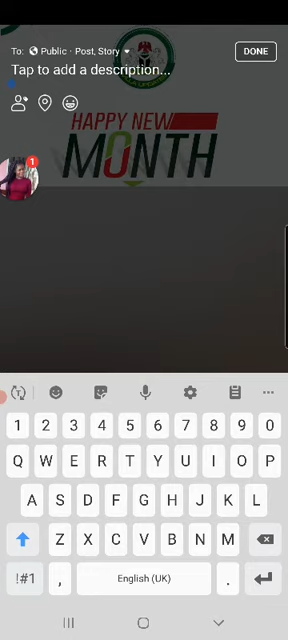 To: Public · Post, Story
DONE
Tap to add a description...
HAPPY NEW
MONTH
1
1 2 3 4 5 6 7 8 9 0
Q W E R T Y U I O P
A S D F G H J K L
Z X C V B N M
!#1 , English (UK) .